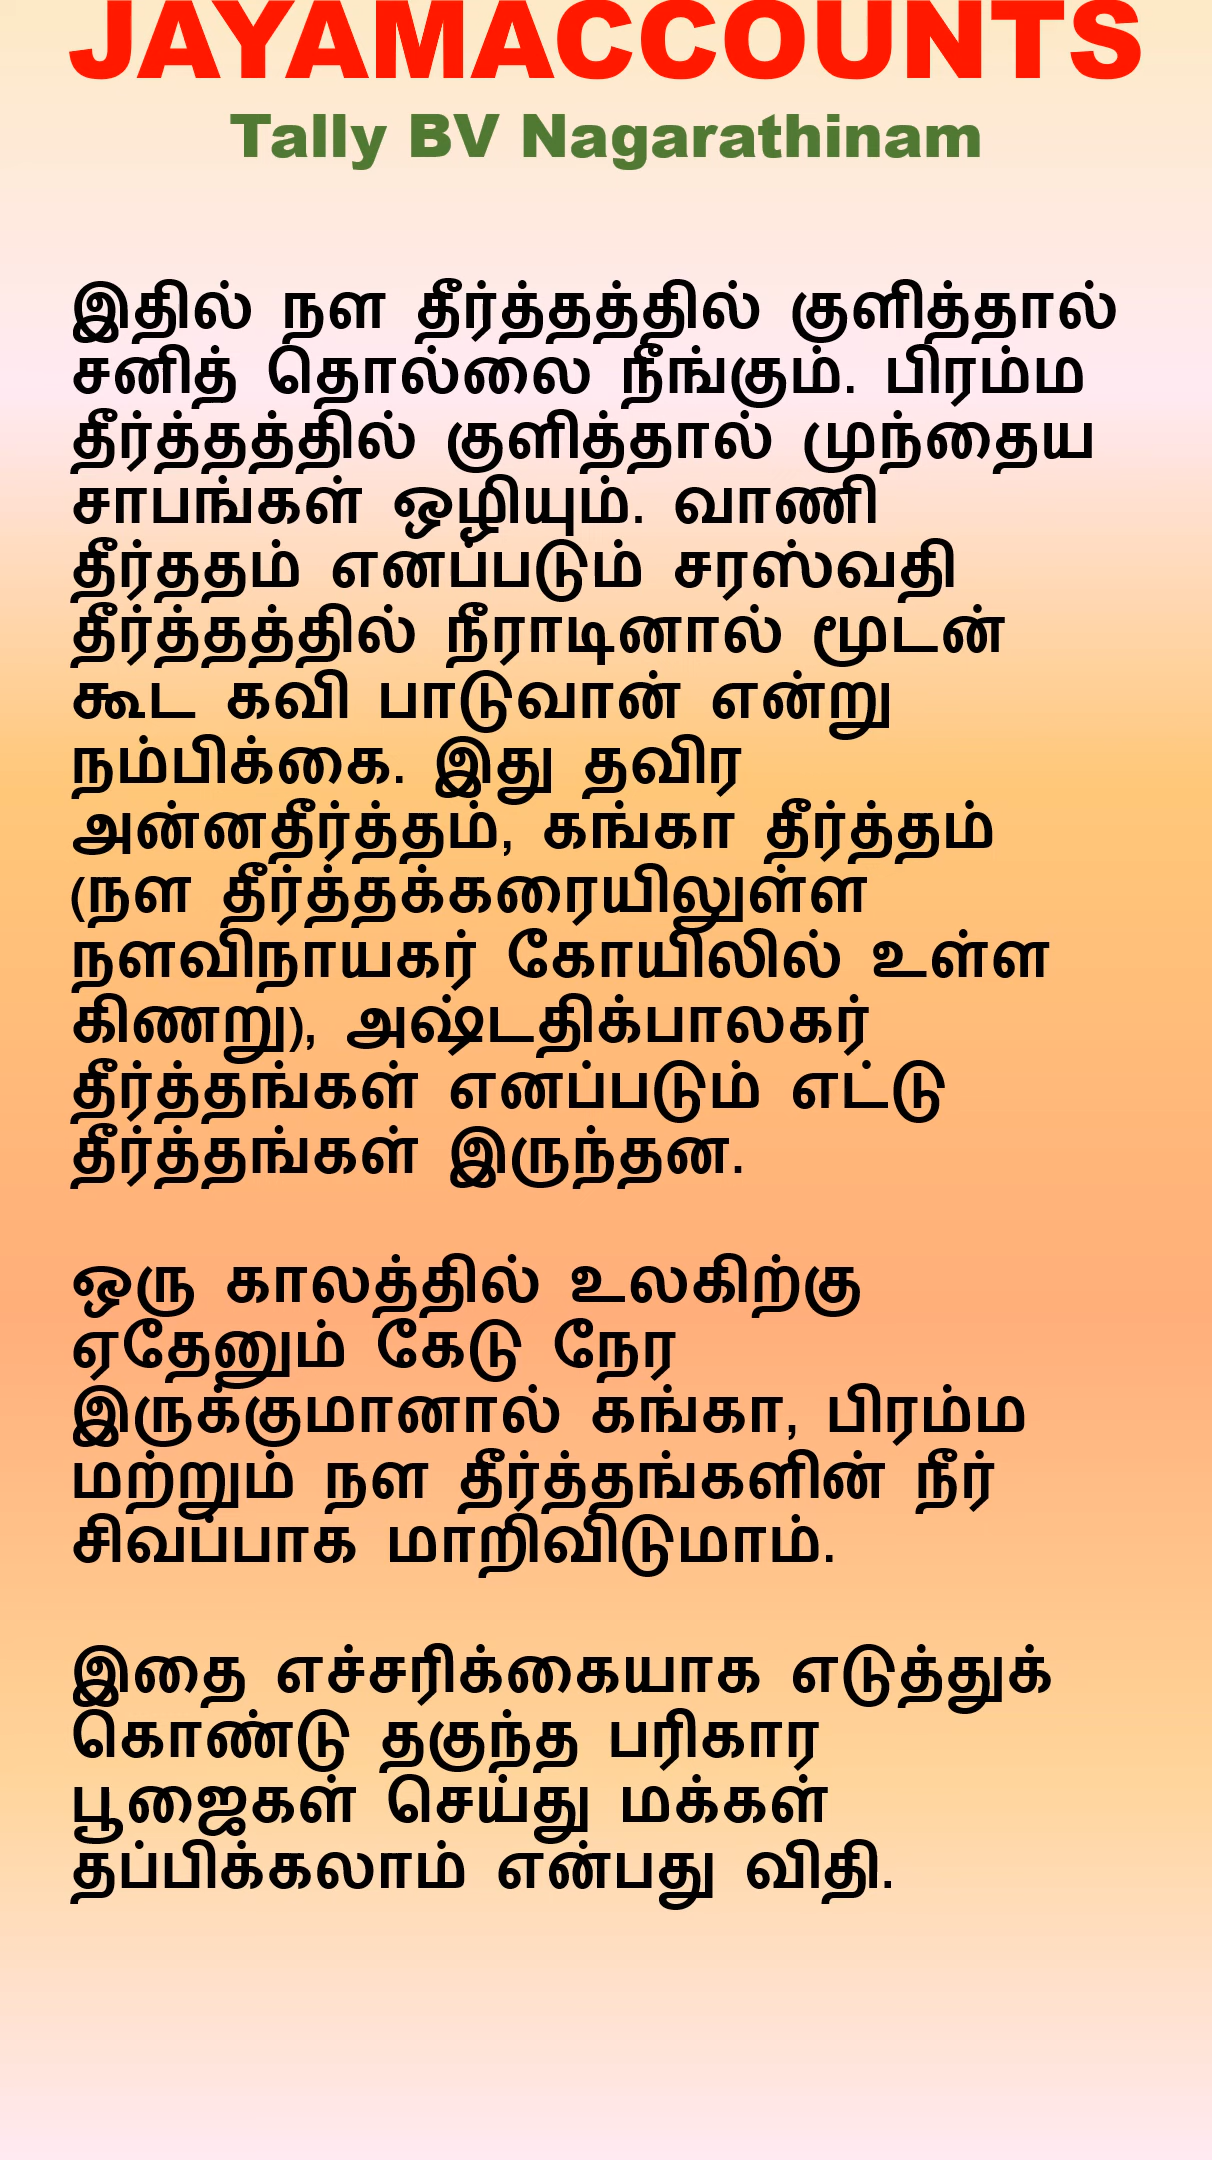 JAYAMACCOUNTS
Tally BV Nagarathinam
இதில் நள தீர்த்தத்தில் குளித்தால்
சனித் தொல்லை நீங்கும். பிரம்ம
தீர்த்தத்தில் குளித்தால் முந்தைய
சாபங்கள் ஒழியும். வாணி
தீர்ததம் எனப்படும் சரஸ்வதி
தீர்த்தத்தில் நீராடினால் மூடன்
கூட கவி பாடுவான் என்று
நம்பிக்கை. இது தவிர
அன்னதீர்த்தம், கங்கா தீர்த்தம்
(நள தீர்த்தக்கரையிலுள்ள
நளவிநாயகர் கோயிலில் உள்ள
கிணறு), அஷ்டதிக்பாலகர்
தீர்த்தங்கள் எனப்படும் எட்டு
தீர்த்தங்கள் இருந்தன.
ஒரு காலத்தில் உலகிற்கு
ஏதேனும் கேடு நேர
இருக்குமானால் கங்கா, பிரம்ம
மற்றும் நள தீர்த்தங்களின் நீர்
சிவப்பாக மாறிவிடுமாம்.
இதை எச்சரிக்கையாக எடுத்துக்
கொண்டு தகுந்த பரிகார
பூஜைகள் செய்து மக்கள்
தப்பிக்கலாம் என்பது விதி.